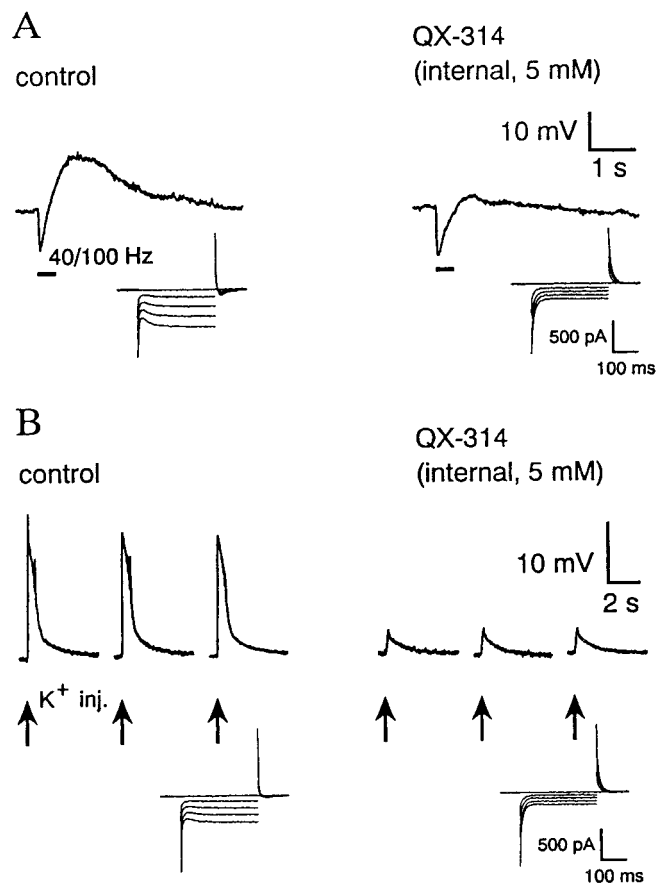 A
control
QX-314
(internal, 5 mM)
10 mV
1 s
40/100 Hz
500 pA
100 ms
B
control
QX-314
(internal, 5 mM)
10 mV
2 s
K+ inj.
500 pA
100 ms